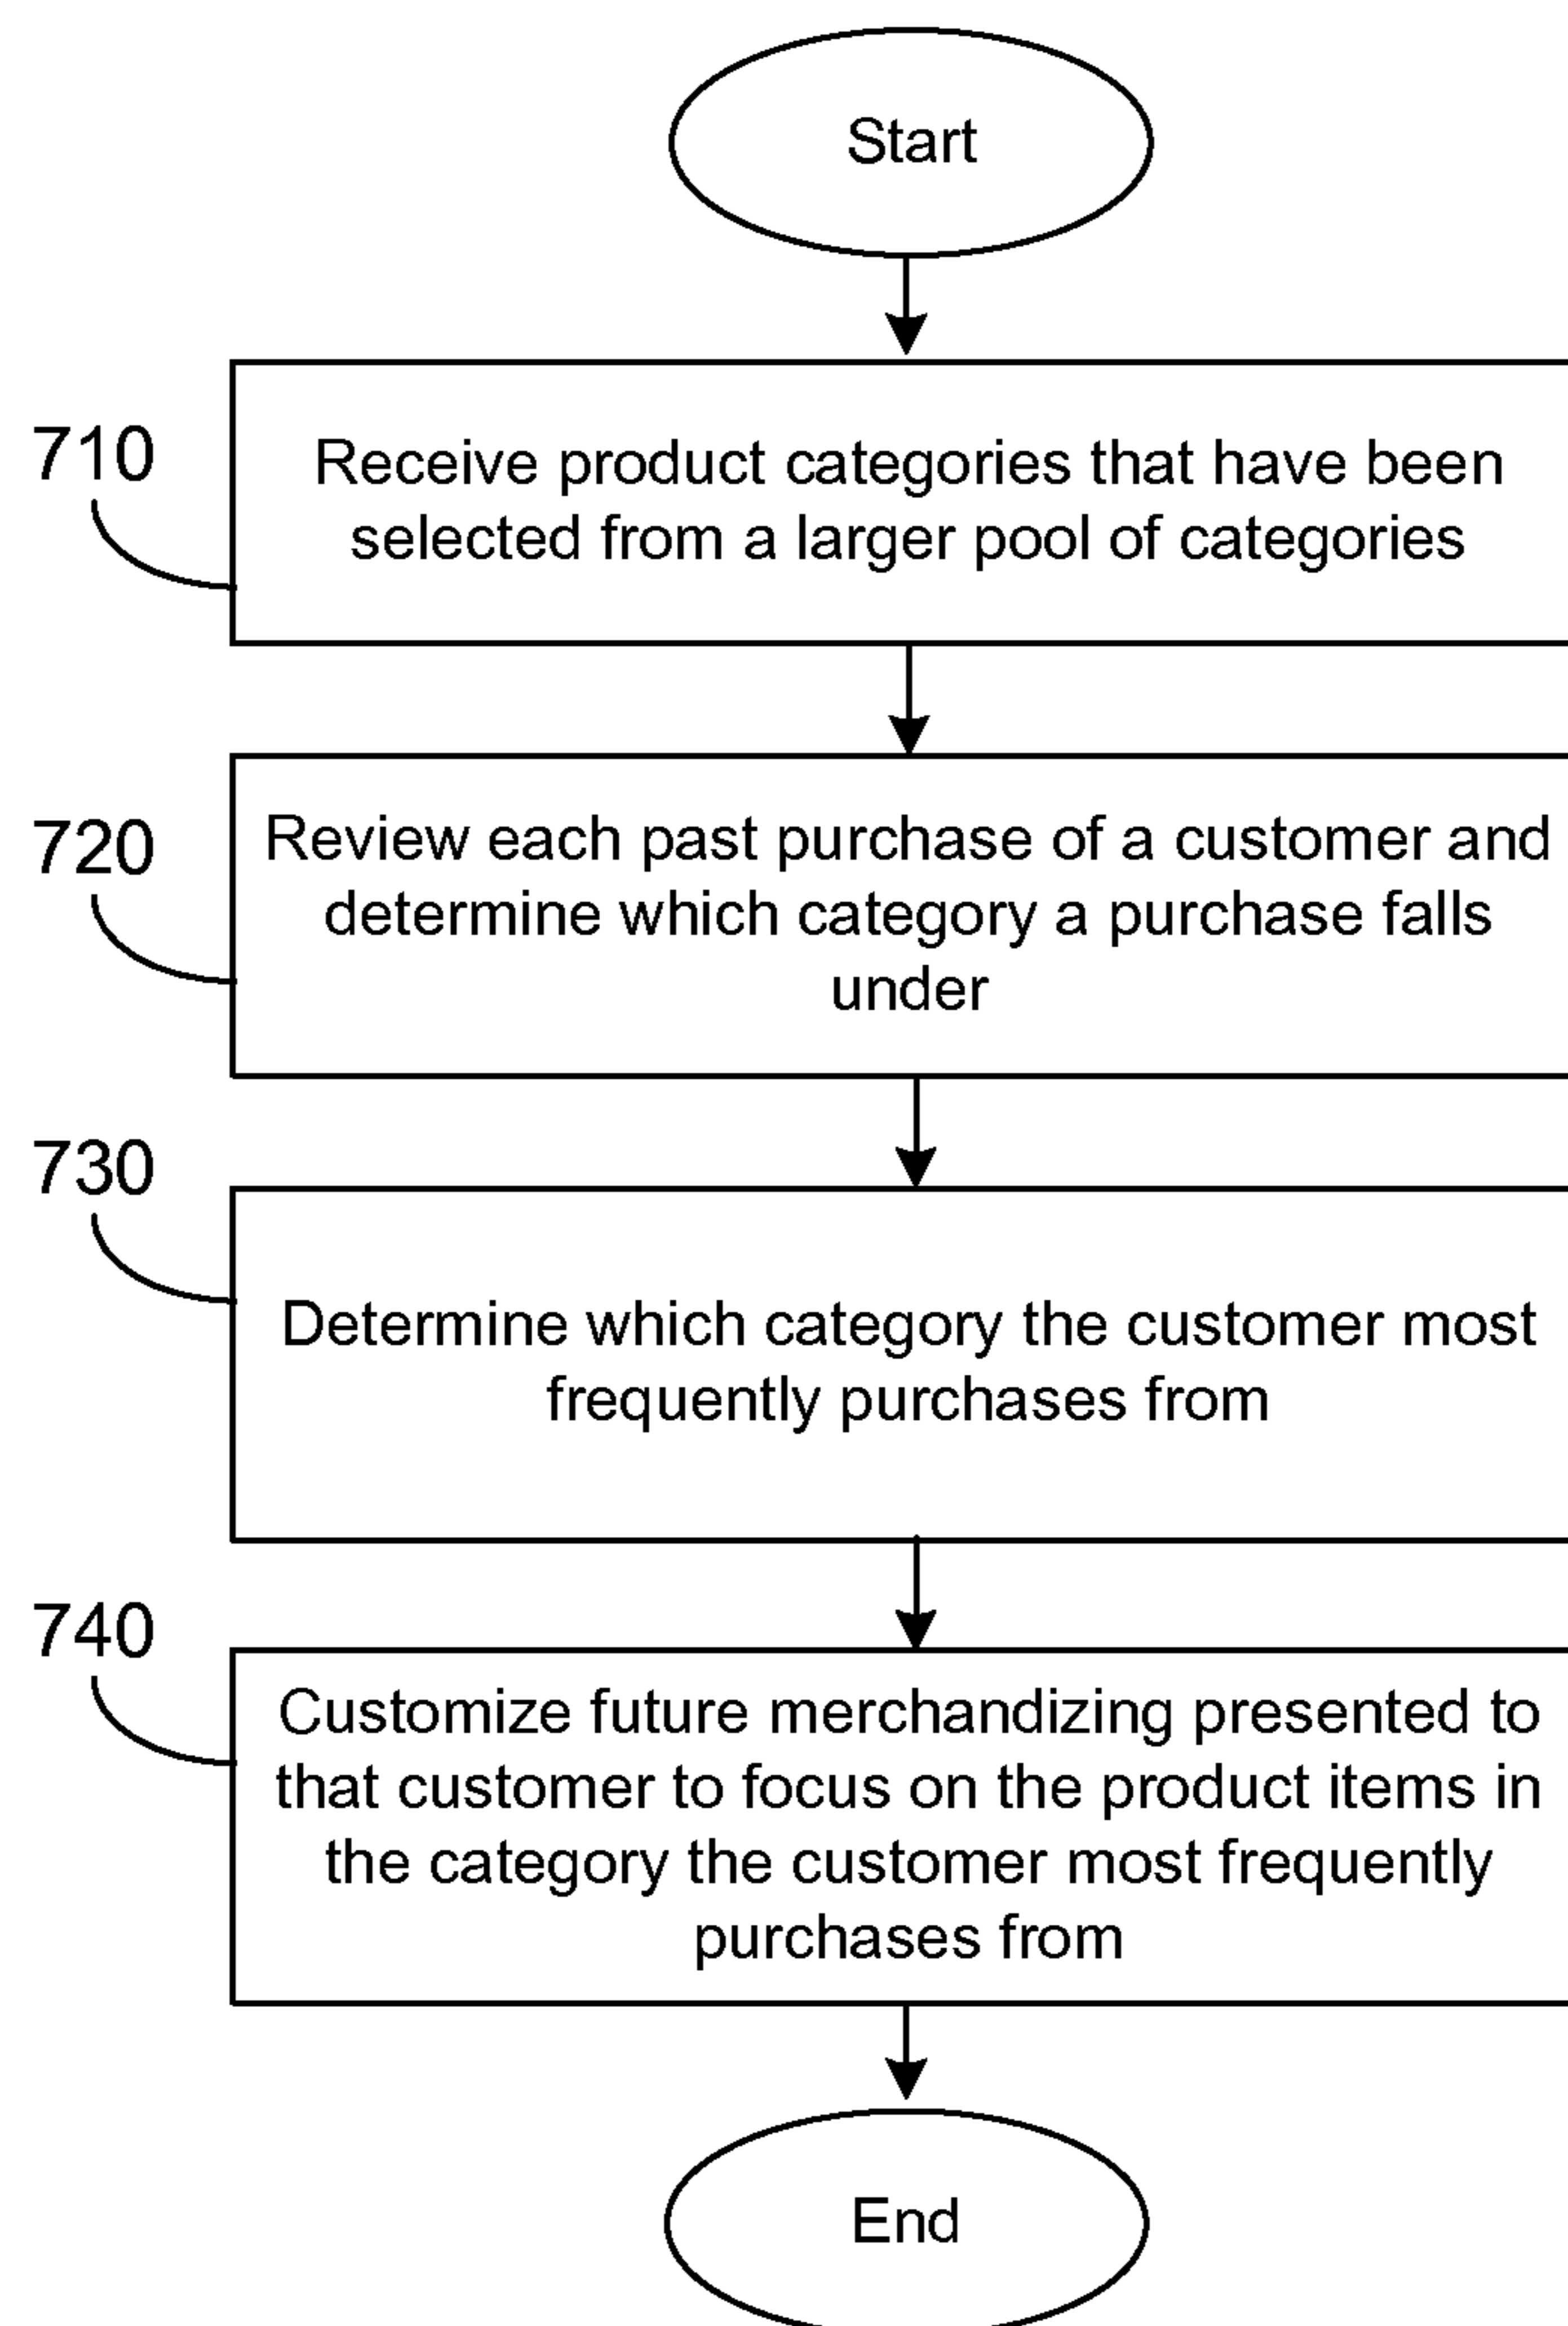 Start
710
Receive product categories that have been
selected from a larger pool of categories
720
Review each past purchase of a customer and
determine which category a purchase falls
under
730
Determine which category the customer most
frequently purchases from
740
Customize future merchandizing presented to
that customer to focus on the product items in
the category the customer most frequently
purchases from
End